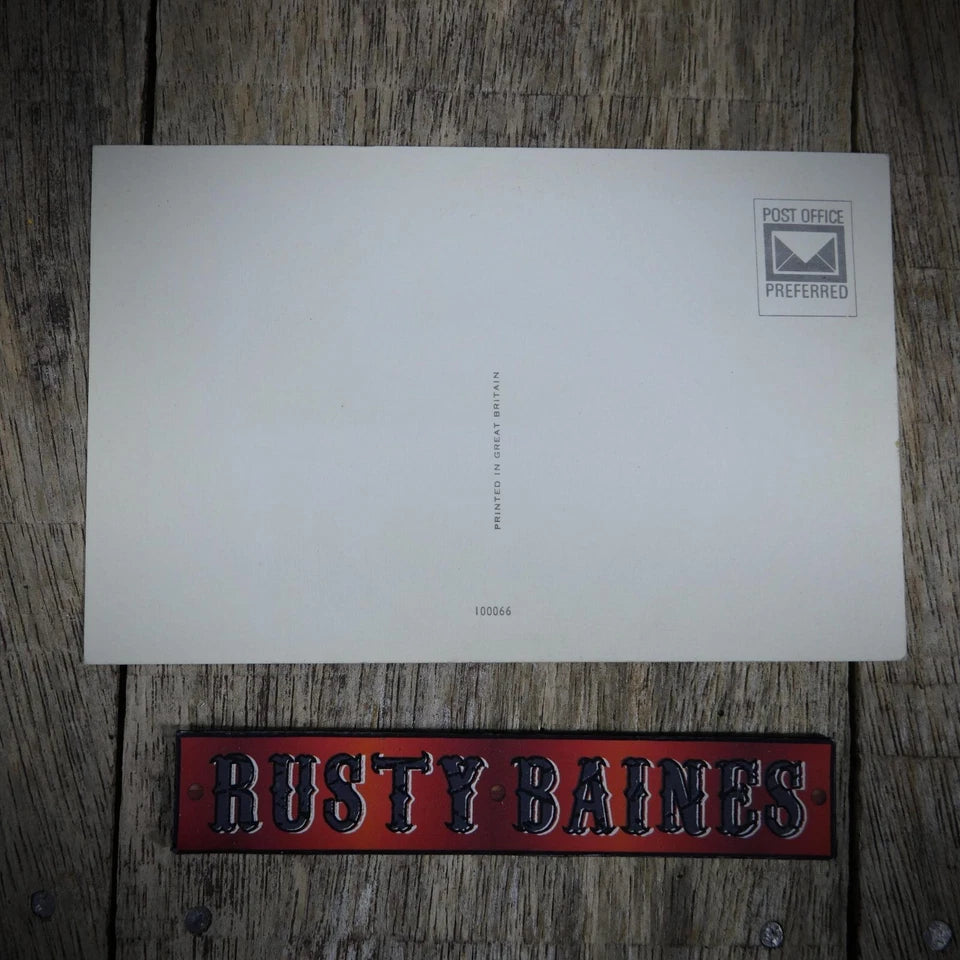 POST OFFICE
PREFERRED
PRINTED IN GREAT BRITAIN
100066
RUSTY BAINES